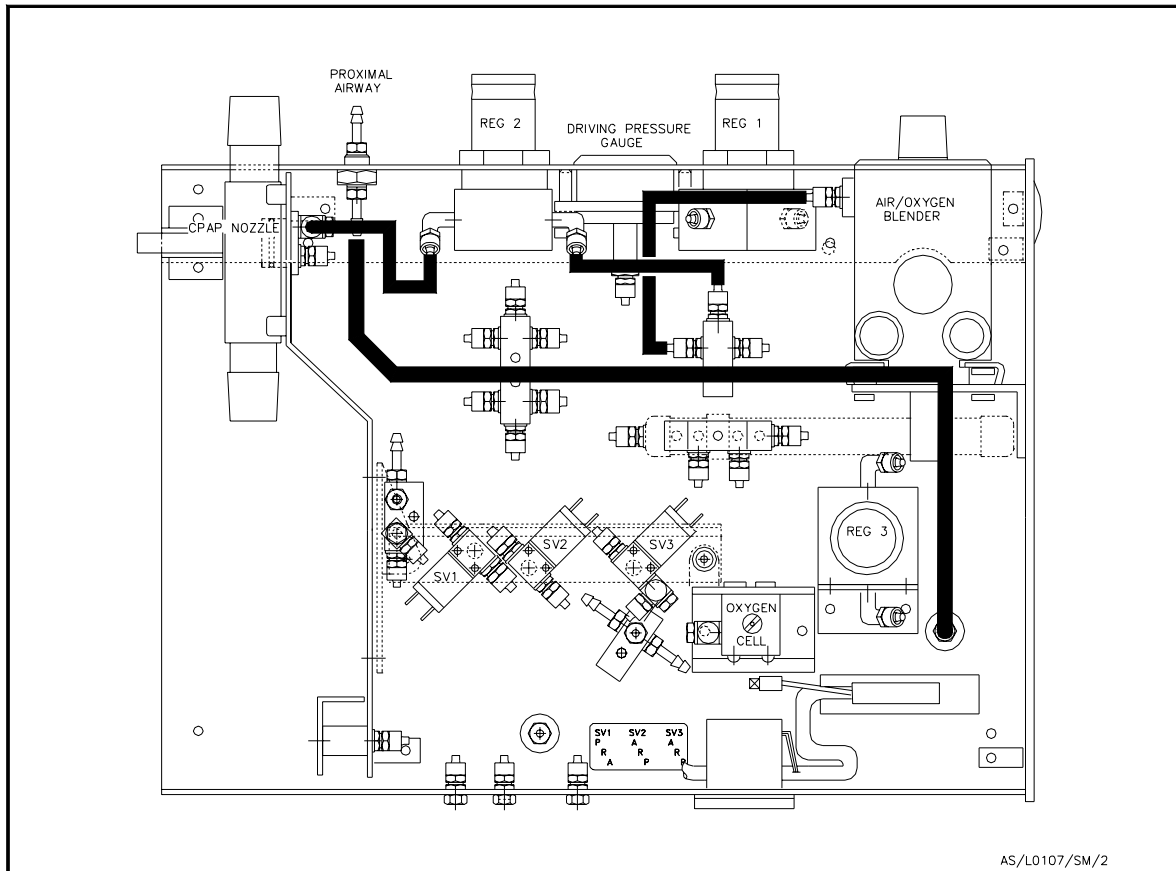 PROXIMAL
AIRWAY
REG 2
DRIVING PRESSURE
GAUGE
REG 1
AIR/OXYGEN
BLENDER
CPAP NOZZLE
REG 3
SV1
SV2
SV3
OXYGEN
CELL
SV1 SV2 SV3
P A A
R R R
A P P
AS/L0107/SM/2